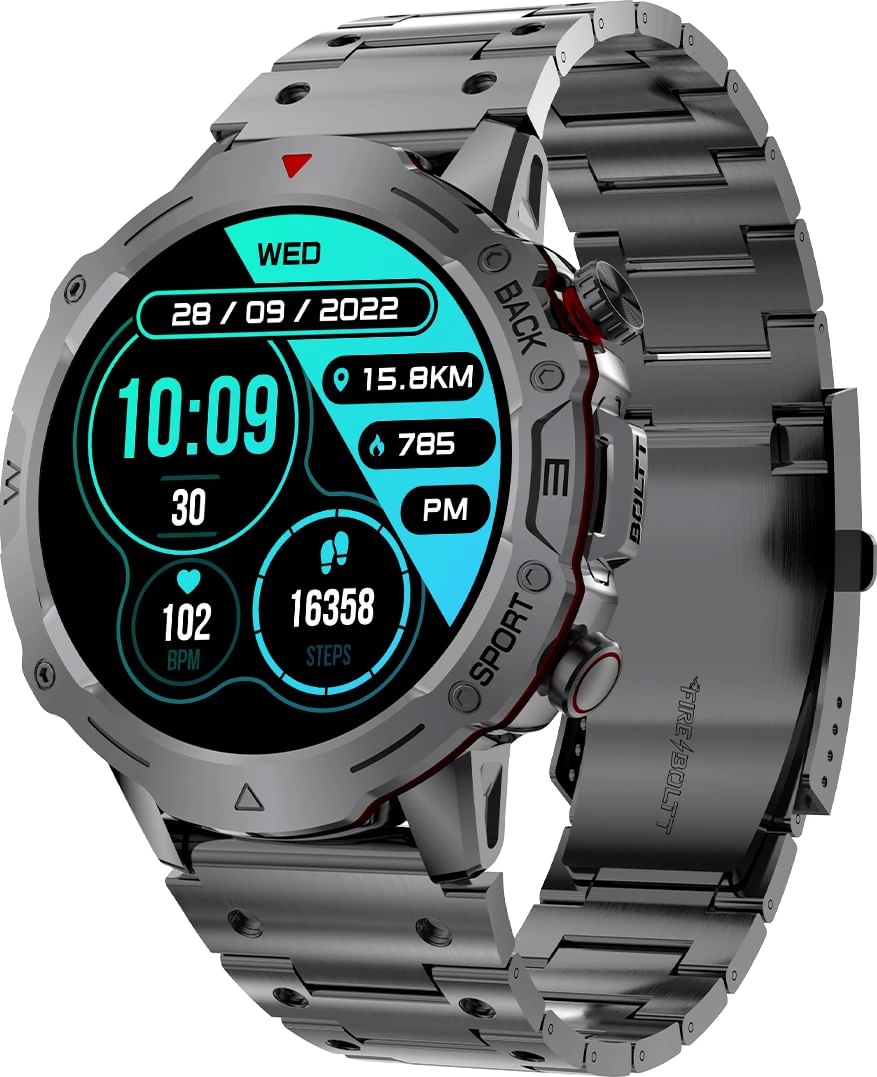 WED
28 / 09 / 2022
10:09
30
15.8KM
785
PM
102
BPM
16358
STEPS
BACK
E
SPORT
W
BOLTT
FIRE BOLTT